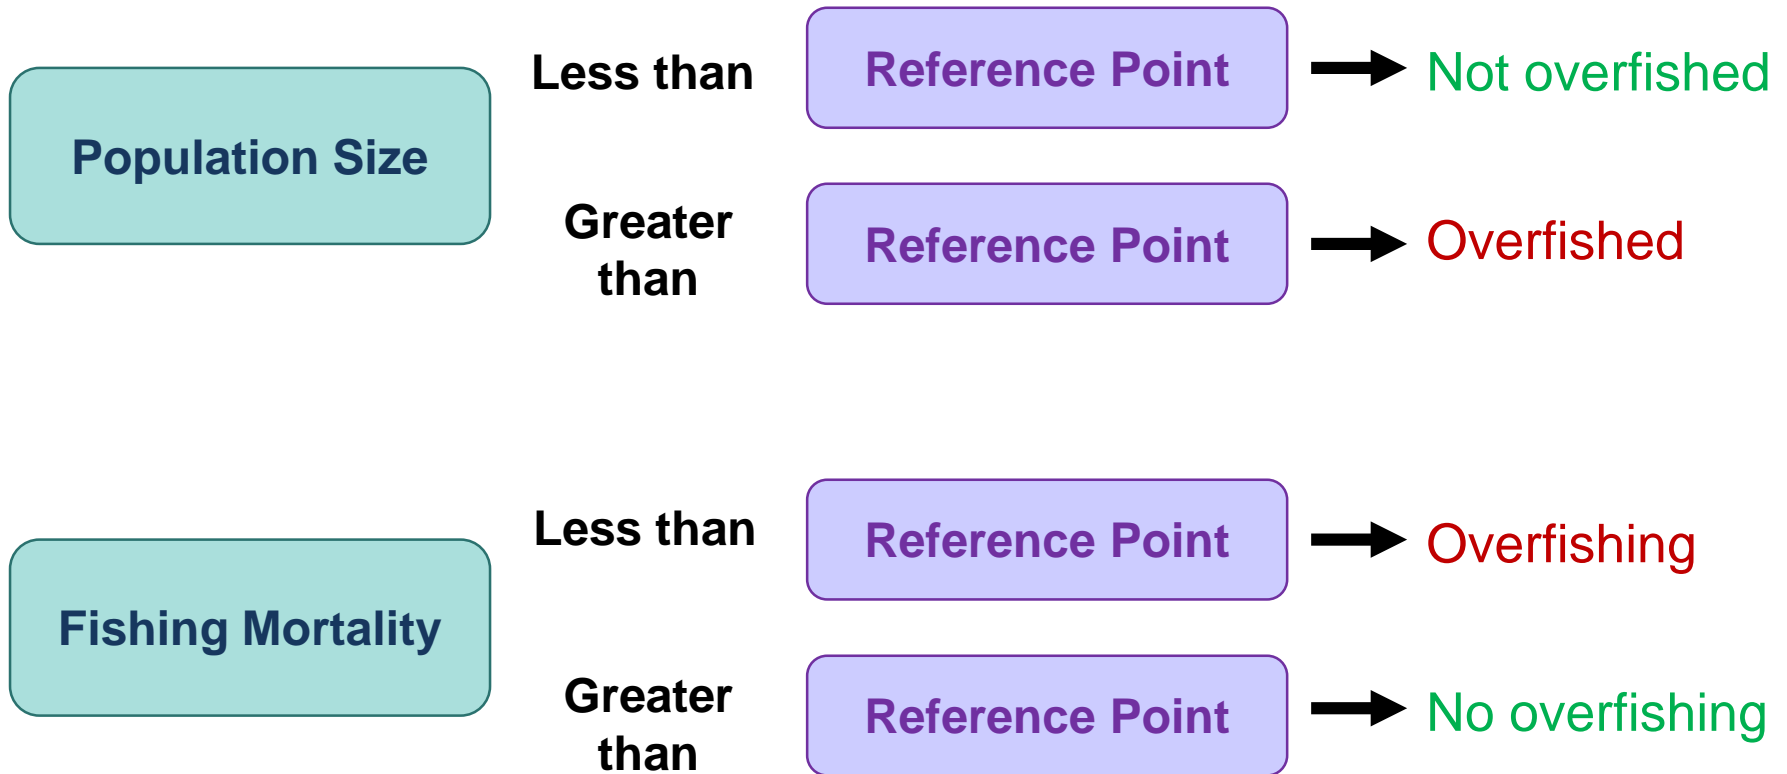 Population Size
Less than
Reference Point
Not overfished
Greater
than
Reference Point
Overfished
Fishing Mortality
Less than
Reference Point
Overfishing
Greater
than
Reference Point
No overfishing